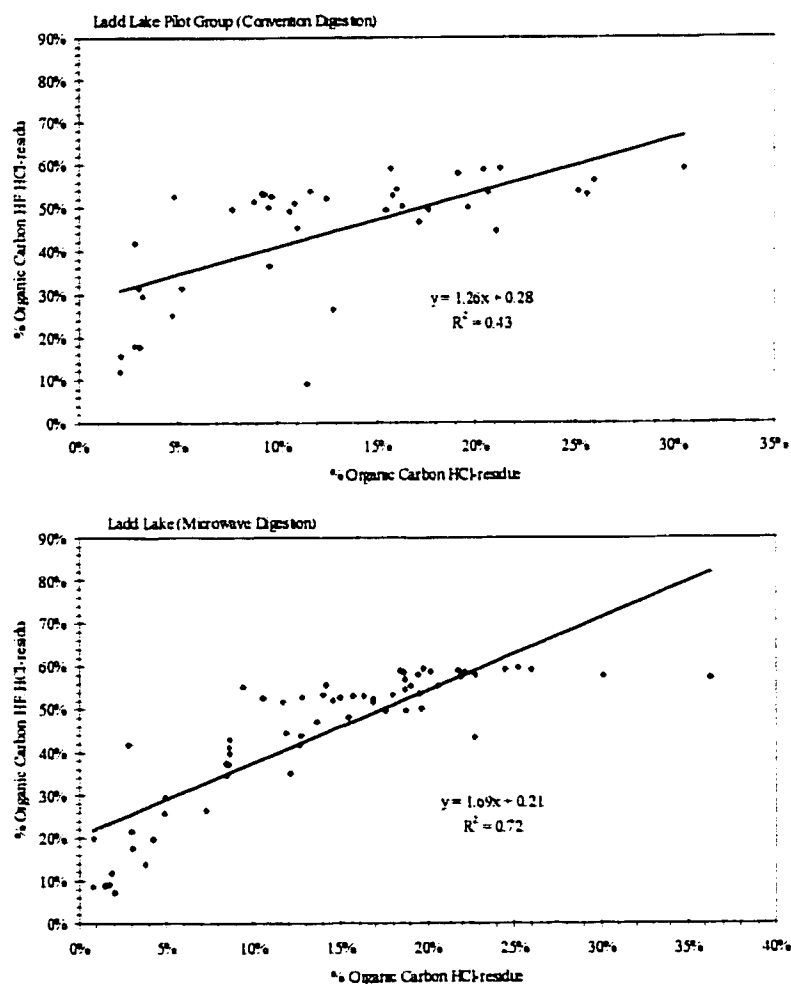 Ladd Lake Pilot Group (Convention Digestion)
90%
80%
70%
60%
50%
40%
30%
20%
10%
0%
% Organic Carbon HF HCl-residu
y = 1.26x + 0.28
R² = 0.43
0% 5% 10% 15% 20% 25% 30% 35%
% Organic Carbon HCl-residue
Ladd Lake (Microwave Digestion)
90%
80%
70%
60%
50%
40%
30%
20%
10%
0%
% Organic Carbon HF HCl-residu
y = 1.69x + 0.21
R² = 0.72
0% 5% 10% 15% 20% 25% 30% 35% 40%
% Organic Carbon HCl-residue